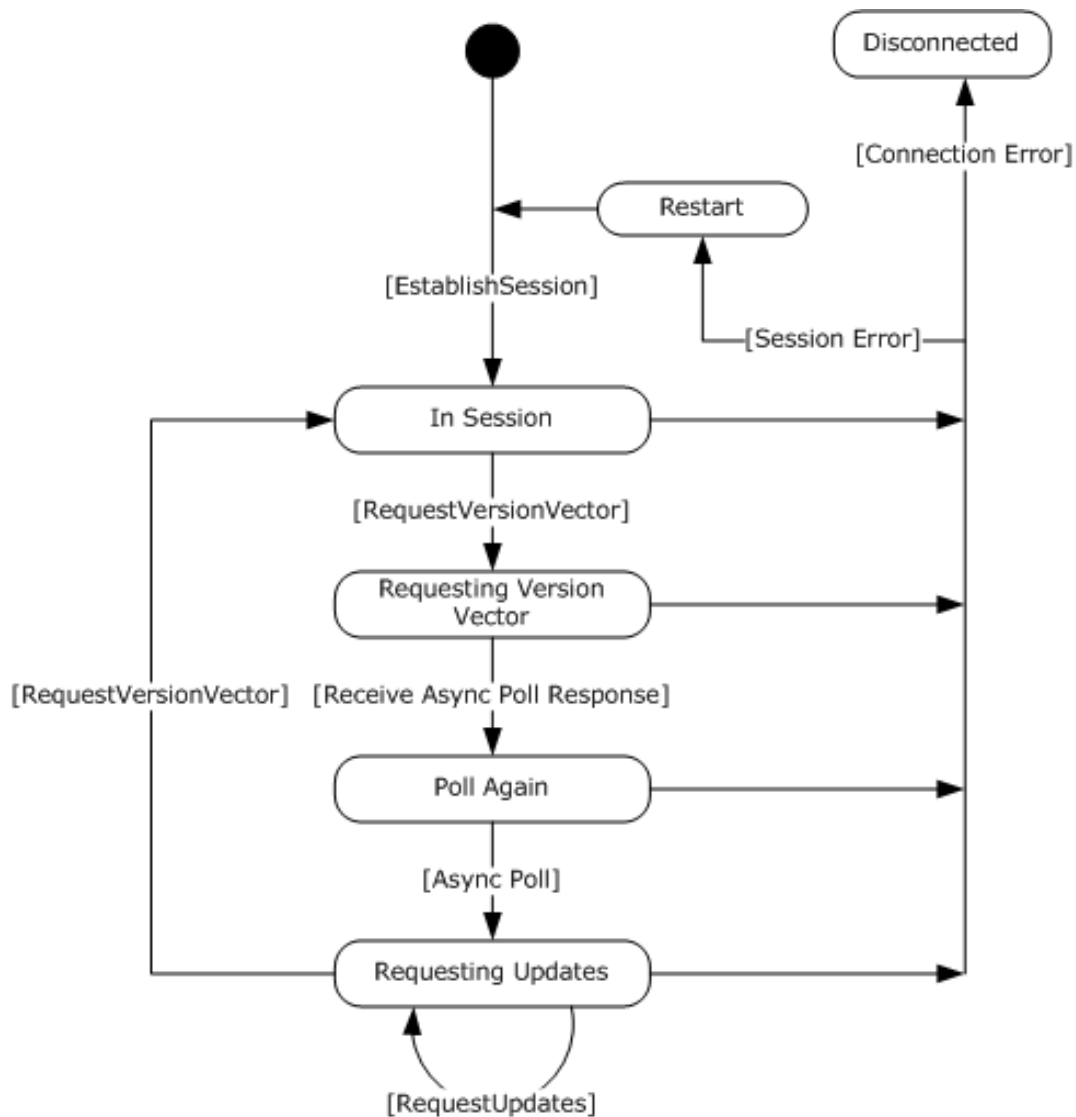 Disconnected
[Connection Error]
Restart
[EstablishSession]
[Session Error]
In Session
[RequestVersionVector]
Requesting Version
Vector
[RequestVersionVector]
[Receive Async Poll Response]
Poll Again
[Async Poll]
Requesting Updates
[RequestUpdates]